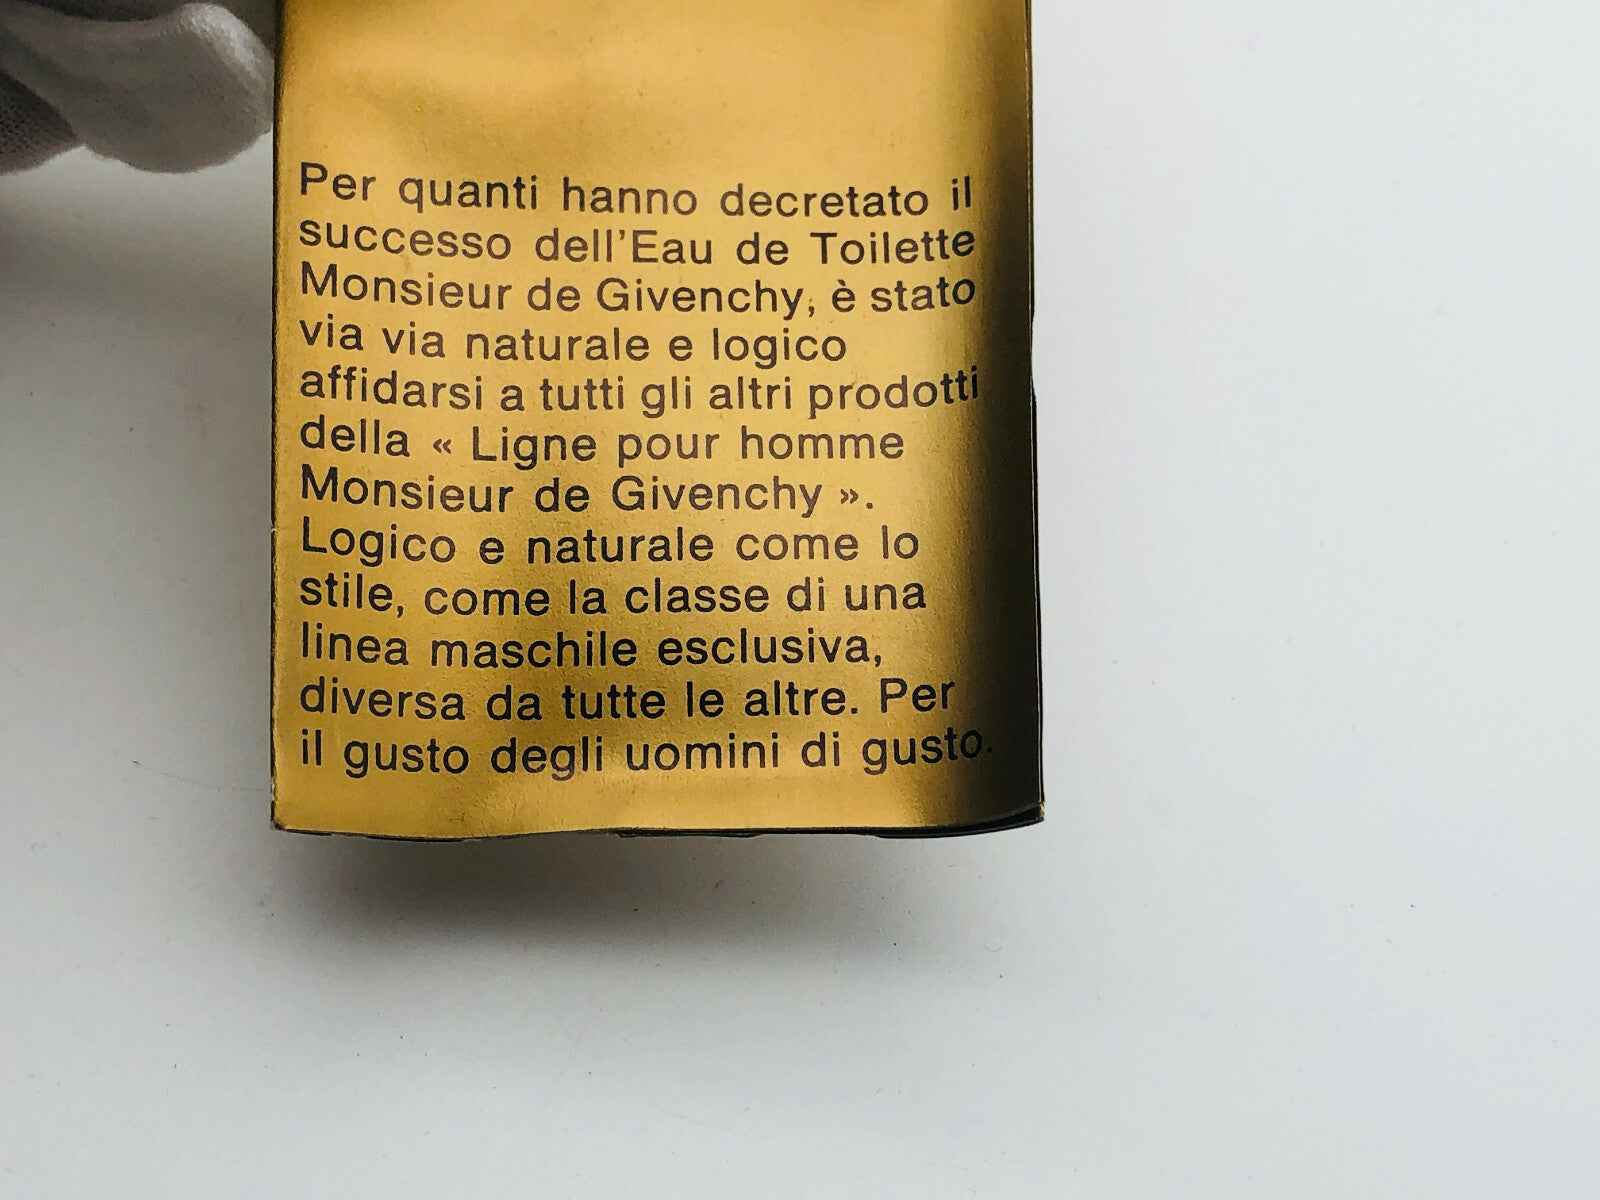 Per quanti hanno decretato il
successo dell'Eau de Toilette
Monsieur de Givenchy, è stato
via via naturale e logico
affidarsi a tutti gli altri prodotti
della « Ligne pour homme
Monsieur de Givenchy ».
Logico e naturale come lo
stile, come la classe di una
linea maschile esclusiva,
diversa da tutte le altre. Per
il gusto degli uomini di gusto.